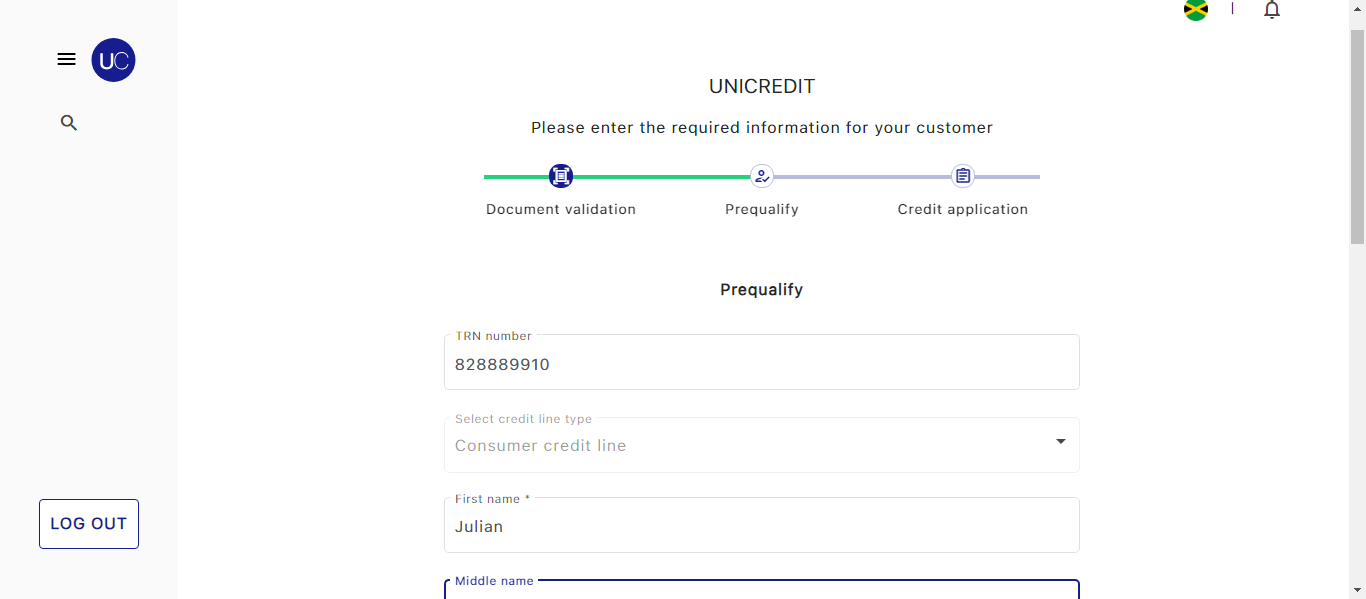 UC
UNICREDIT
Please enter the required information for your customer
Document validation
Prequalify
Credit application
Prequalify
TRN number
828889910
Select credit line type
Consumer credit line
First name *
Julian
LOG OUT
Middle name